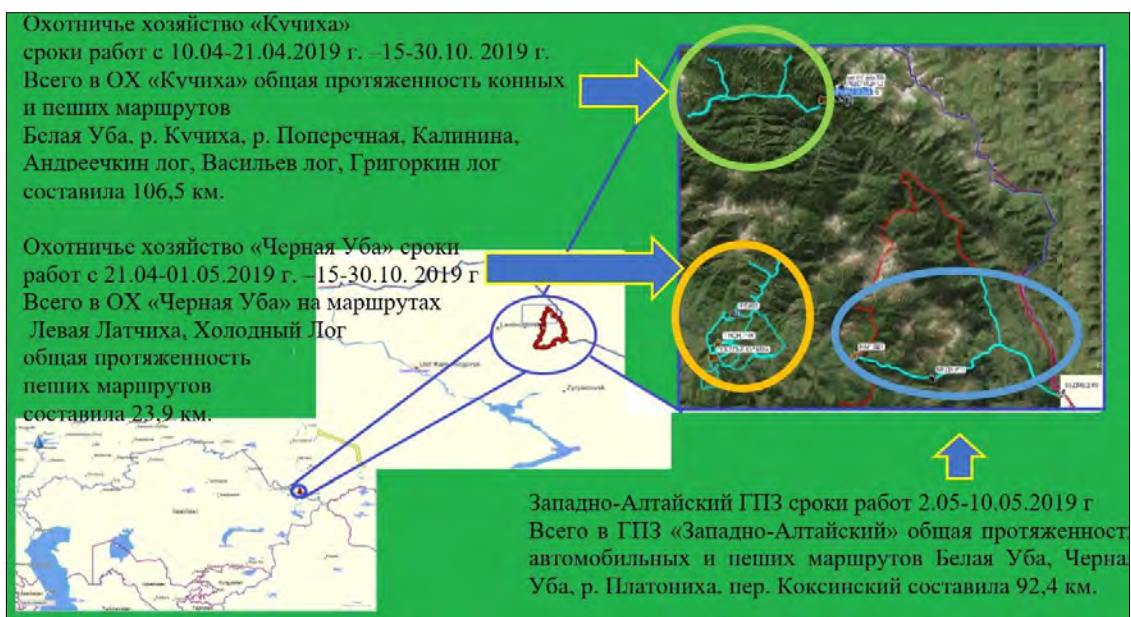 Охотничье хозяйство «Кучиха»
сроки работ с 10.04-21.04.2019 г. –15-30.10. 2019 г.
Всего в ОХ «Кучиха» общая протяженность конных
и пеших маршрутов
Белая Уба, р. Кучиха, р. Поперечная, Калинина,
Андреечкин лог, Васильев лог, Григоркин лог
составила 106,5 км.
Охотничье хозяйство «Черная Уба» сроки
работ с 21.04-01.05.2019 г. –15-30.10. 2019 г
Всего в ОХ «Черная Уба» на маршрутах
Левая Латчиха, Холодный Лог
общая протяженность
пеших маршрутов
составила 23,9 км.
Leninogorsk
Ust Kamenogorsk
Zyryanovsk
Западно-Алтайский ГПЗ сроки работ 2.05-10.05.2019 г
Всего в ГПЗ «Западно-Алтайский» общая протяженность
автомобильных и пеших маршрутов Белая Уба, Черная
Уба, р. Платониха, пер. Коксинский составила 92,4 км.